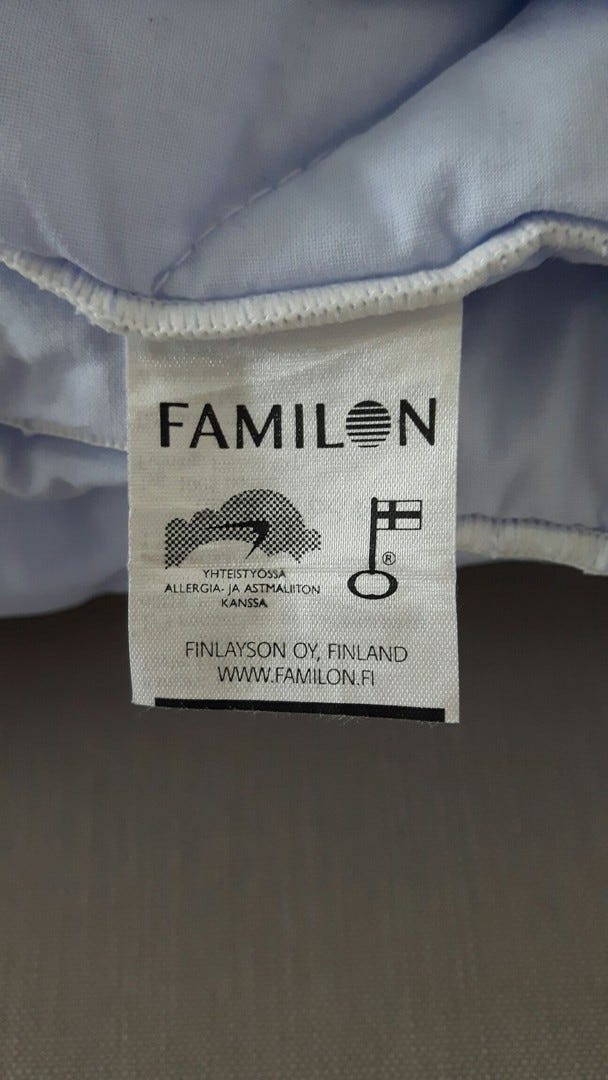 FAMILON
YHTEISTYÖSSÄ
ALLERGIA- JA ASTMALIITON
KANSSA
®
FINLAYSON OY, FINLAND
WWW.FAMILON.FI